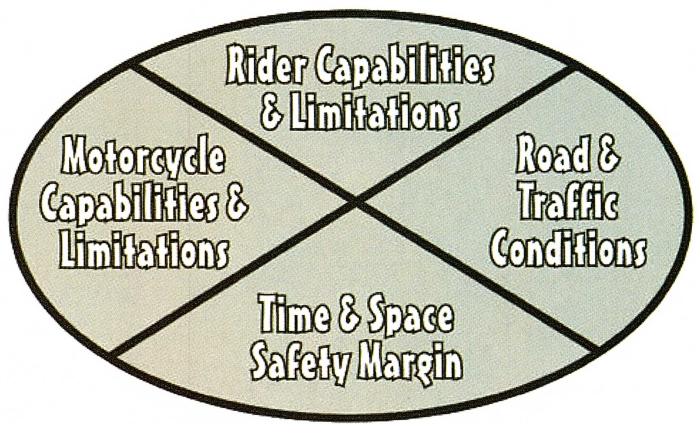 Rider Capabilities
& Limitations
Motorcycle
Capabilities &
Limitations
Road &
Traffic
Conditions
Time & Space
Safety Margin